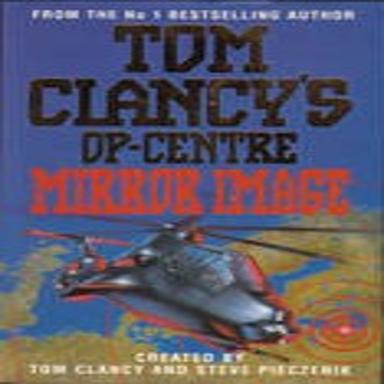 FROM THE No 1 BESTSELLING AUTHOR
TOM
CLANCY'S
OP-CENTRE
MIRROR IMAGE
CREATED BY
TOM CLANCY AND STEVE PIECZENIK